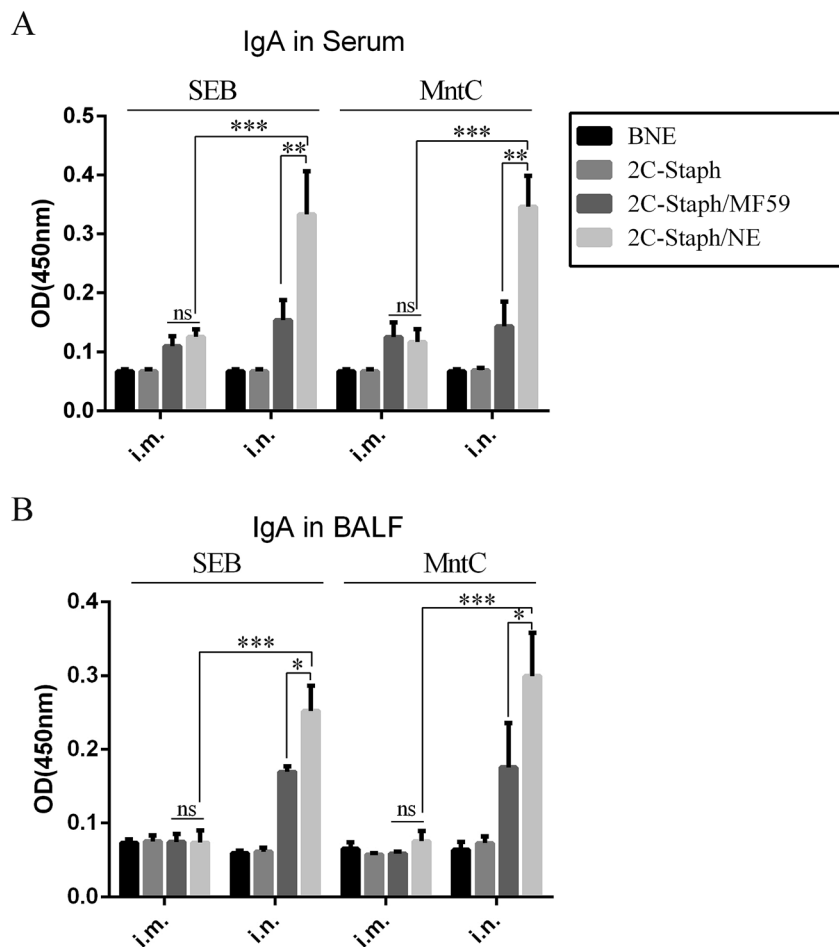 A
IgA in Serum
SEB
MntC
***
**
ns
***
**
ns
OD(450nm)
0.5
0.4
0.3
0.2
0.1
0.0
i.m.
i.n.
i.m.
i.n.
BNE
2C-Staph
2C-Staph/MF59
2C-Staph/NE
B
IgA in BALF
SEB
MntC
***
*
ns
***
*
ns
OD(450nm)
0.4
0.3
0.2
0.1
0.0
i.m.
i.n.
i.m.
i.n.